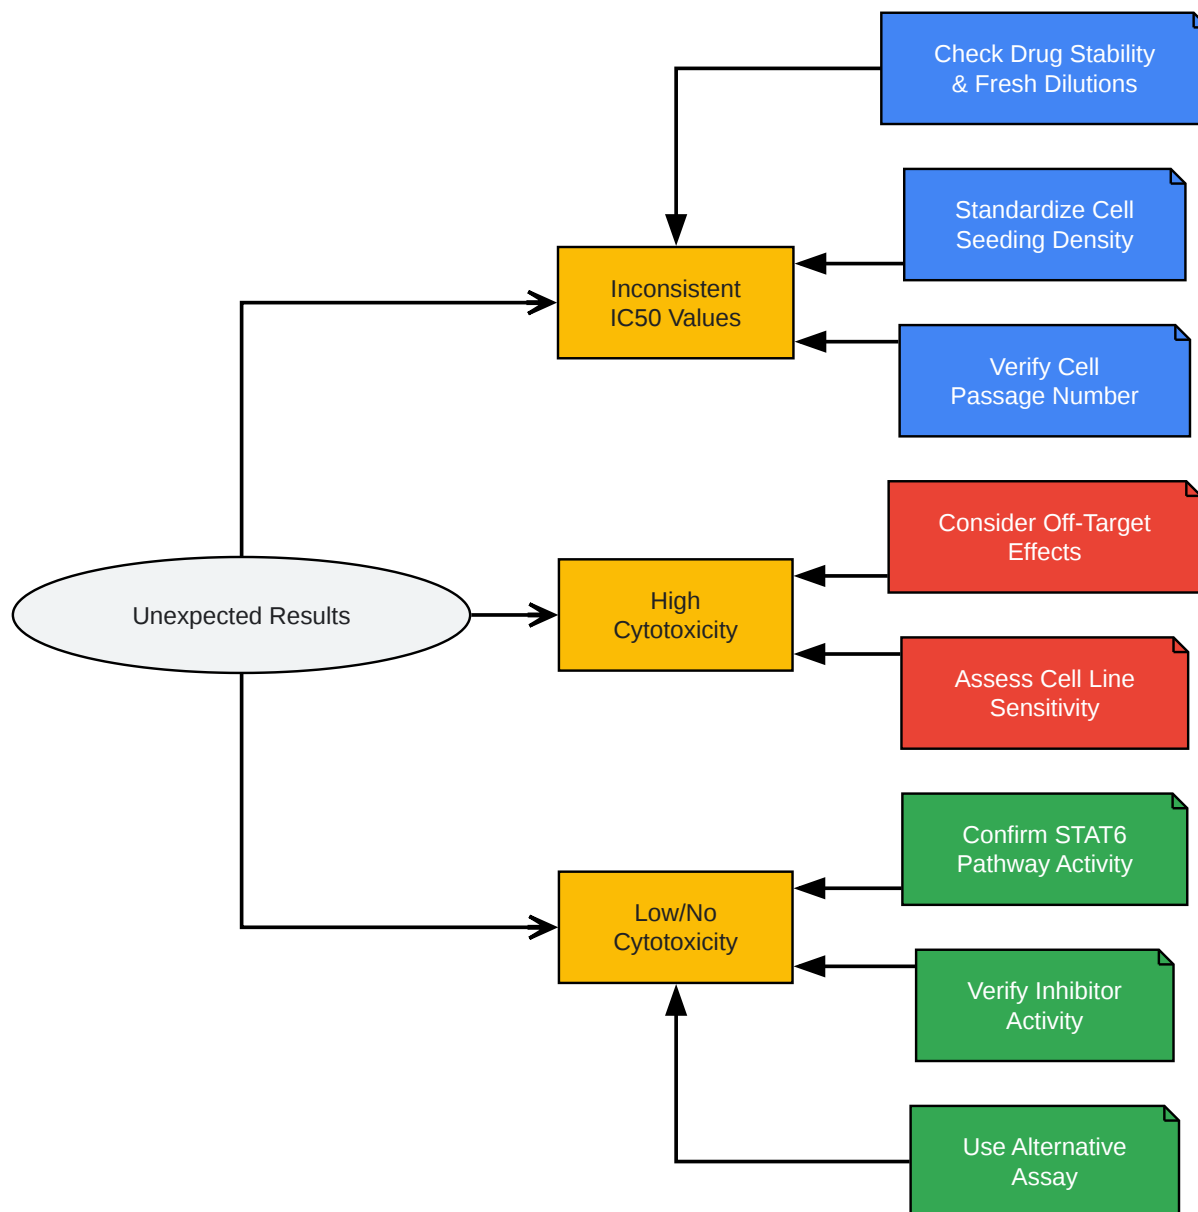 Check Drug Stability
& Fresh Dilutions
Standardize Cell
Seeding Density
Inconsistent
IC50 Values
Verify Cell
Passage Number
Consider Off-Target
Effects
High
Cytotoxicity
Unexpected Results
Assess Cell Line
Sensitivity
Confirm STAT6
Pathway Activity
Low/No
Cytotoxicity
Verify Inhibitor
Activity
Use Alternative
Assay